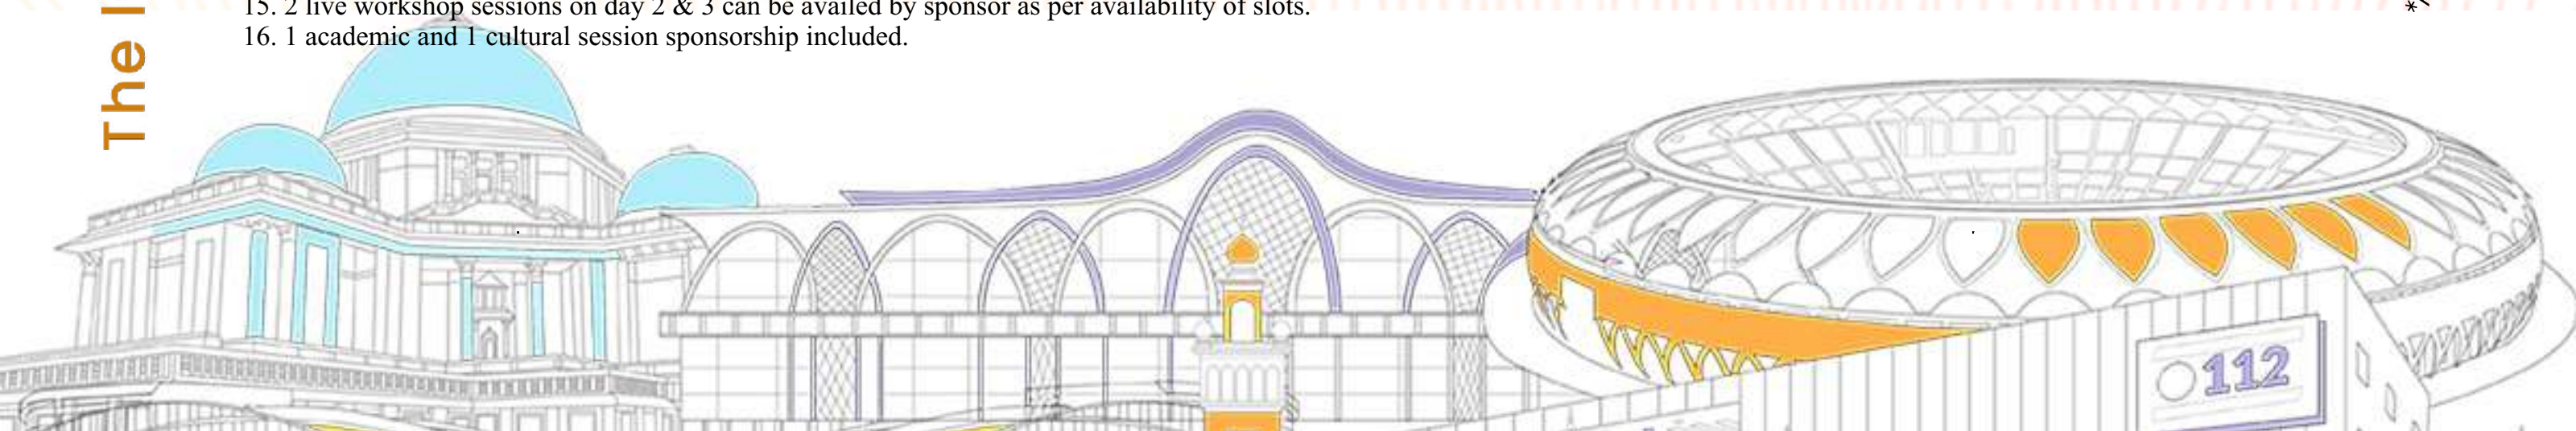 15. 2 live workshop sessions on day 2 & 3 can be availed by sponsor as per availability of slots.
16. 1 academic and 1 cultural session sponsorship included.
The
112